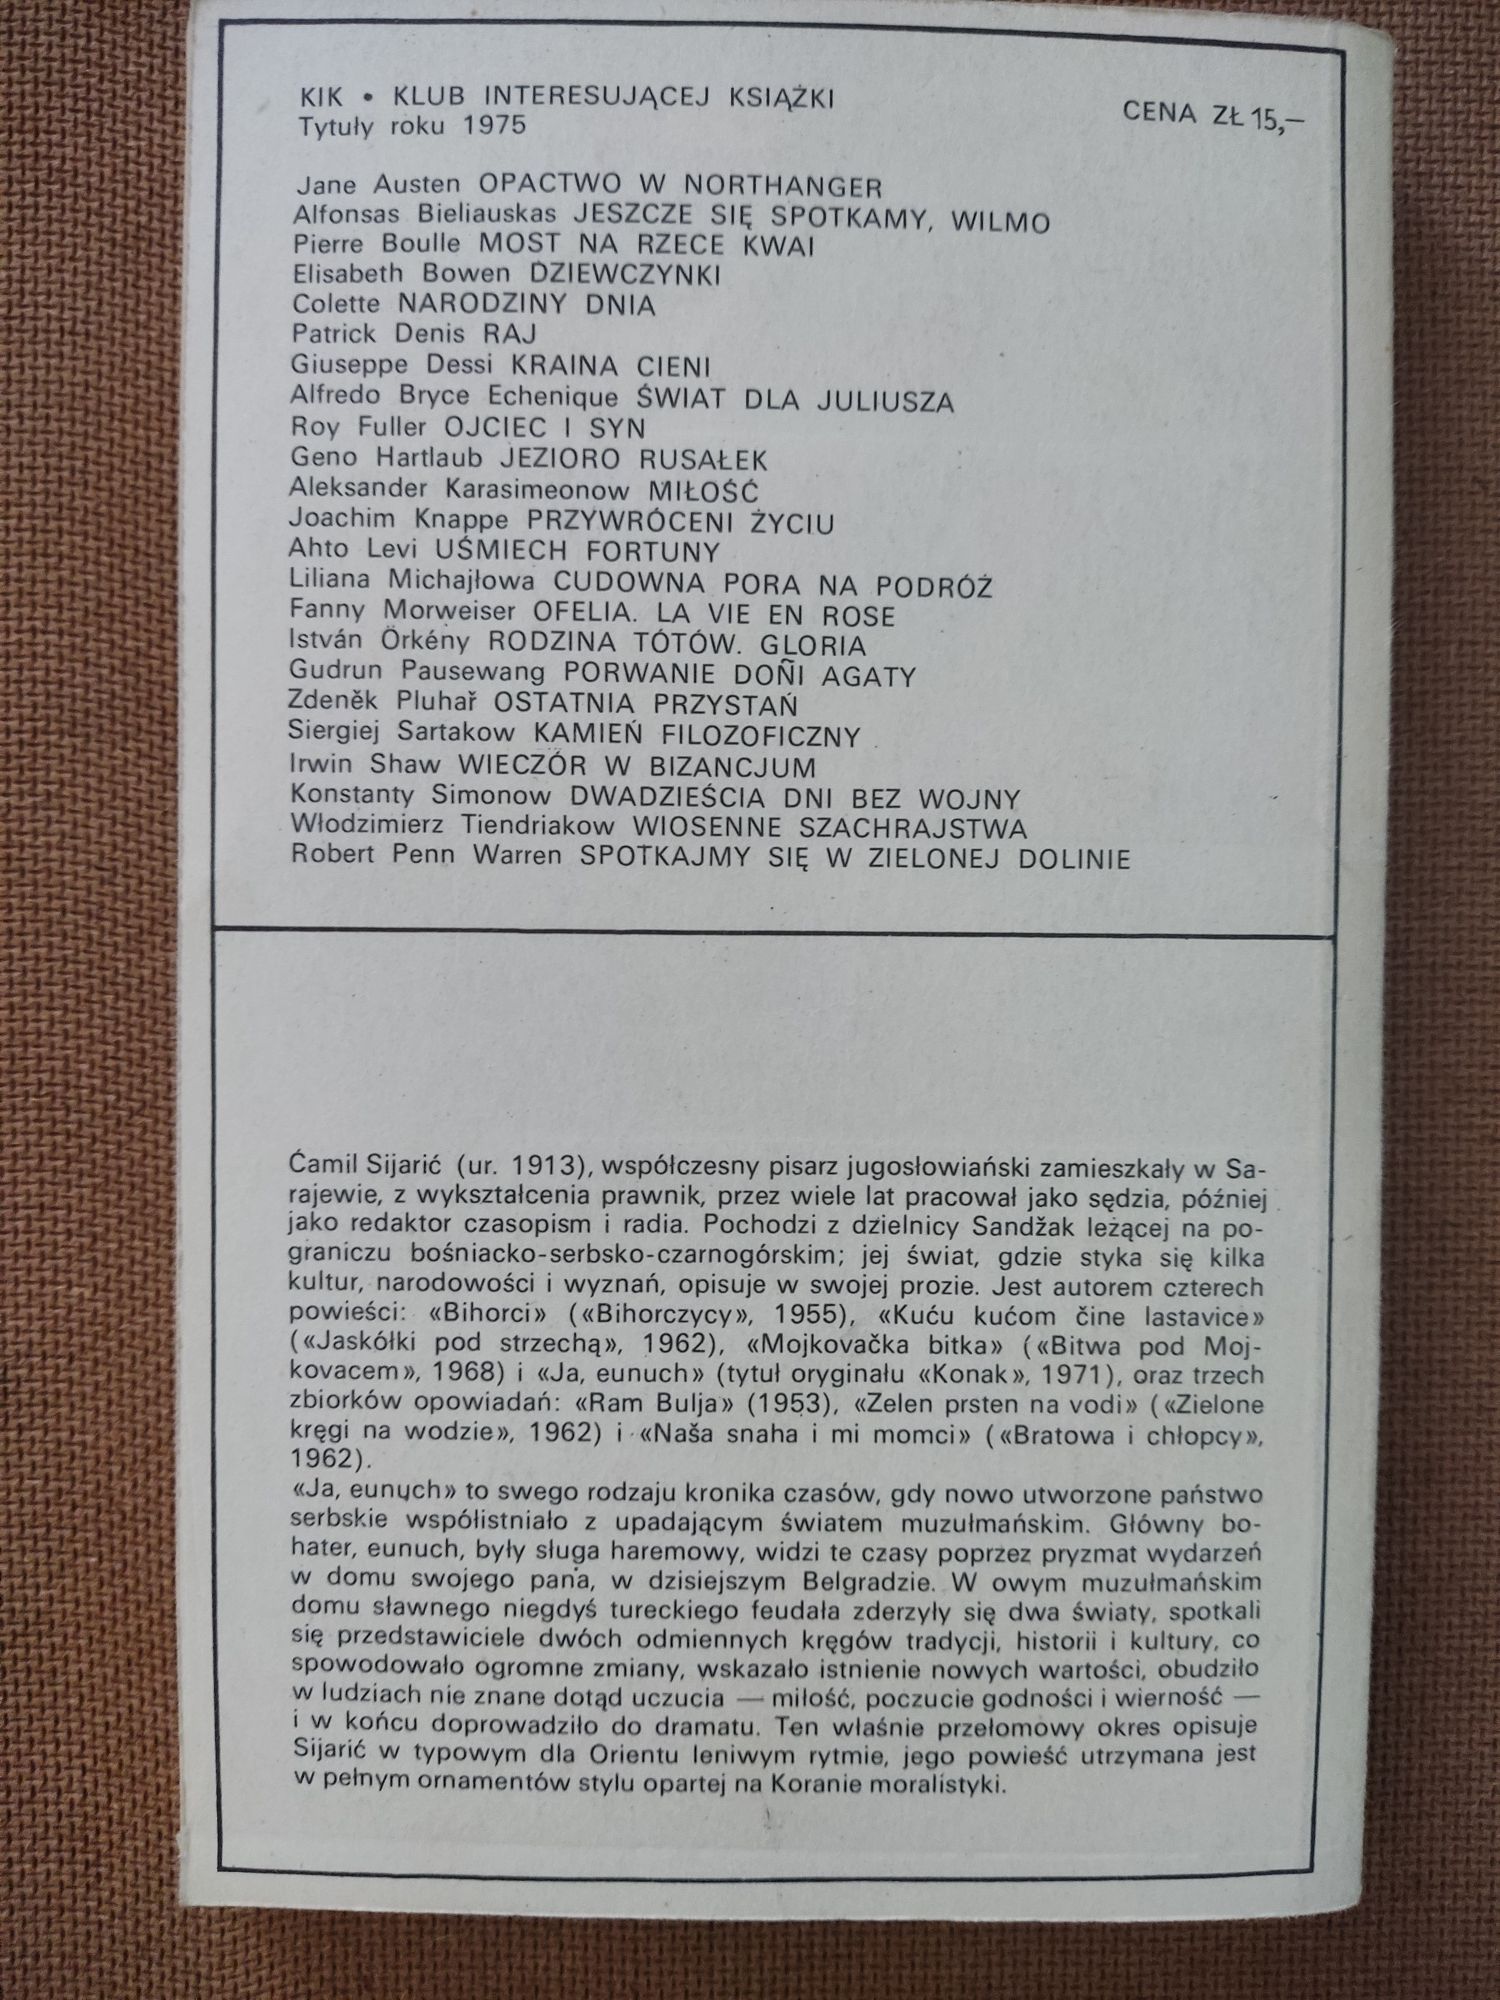 KIK • KLUB INTERESUJĄCEJ KSIĄŻKI
Tytuły roku 1975
CENA ZŁ 15,—
Jane Austen OPACTWO W NORTHANGER
Alfonsas Bieliauskas JESZCZE SIĘ SPOTKAMY, WILMO
Pierre Boulle MOST NA RZECE KWAI
Elisabeth Bowen DZIEWCZYNKI
Colette NARODZINY DNIA
Patrick Denis RAJ
Giuseppe Dessi KRAINA CIENI
Alfredo Bryce Echenique ŚWIAT DLA JULIUSZA
Roy Fuller OJCIEC I SYN
Geno Hartlaub JEZIORO RUSAŁEK
Aleksander Karasimeonow MIŁOŚĆ
Joachim Knappe PRZYWRÓCENI ŻYCIU
Ahto Levi UŚMIECH FORTUNY
Liliana Michajłowa CUDOWNA PORA NA PODRÓŻ
Fanny Morweiser OFELIA. LA VIE EN ROSE
István Örkény RODZINA TÓTÓW. GLORIA
Gudrun Pausewang PORWANIE DOÑI AGATY
Zdeněk Pluhař OSTATNIA PRZYSTAŃ
Siergiej Sartakow KAMIEŃ FILOZOFICZNY
Irwin Shaw WIECZÓR W BIZANCJUM
Konstanty Simonow DWADZIEŚCIA DNI BEZ WOJNY
Włodzimierz Tiendriakow WIOSENNE SZACHRAJSTWA
Robert Penn Warren SPOTKAJMY SIĘ W ZIELONEJ DOLINIE
Ćamil Sijarić (ur. 1913), współczesny pisarz jugosłowiański zamieszkały w Sa-
rajewie, z wykształcenia prawnik, przez wiele lat pracował jako sędzia, później
jako redaktor czasopism i radia. Pochodzi z dzielnicy Sandžak leżącej na po-
graniczu bośniacko-serbsko-czarnogórskim; jej świat, gdzie styka się kilka
kultur, narodowości i wyznań, opisuje w swojej prozie. Jest autorem czterech
powieści: «Bihorci» («Bihorczycy», 1955), «Kuću kućom čine lastavice»
(«Jaskółki pod strzechą», 1962), «Mojkovačka bitka» («Bitwa pod Moj-
kovacem», 1968) i «Ja, eunuch» (tytuł oryginału «Konak», 1971), oraz trzech
zbiorków opowiadań: «Ram Bulja» (1953), «Zelen prsten na vodi» («Zielone
kręgi na wodzie», 1962) i «Naša snaha i mi momci» («Bratowa i chłopcy»,
1962).
«Ja, eunuch» to swego rodzaju kronika czasów, gdy nowo utworzone państwo
serbskie współistniało z upadającym światem muzułmańskim. Główny bo-
hater, eunuch, były sługa haremowy, widzi te czasy poprzez pryzmat wydarzeń
w domu swojego pana, w dzisiejszym Belgradzie. W owym muzułmańskim
domu sławnego niegdyś tureckiego feudała zderzyły się dwa światy, spotkali
się przedstawiciele dwóch odmiennych kręgów tradycji, historii i kultury, co
spowodowało ogromne zmiany, wskazało istnienie nowych wartości, obudziło
w ludziach nie znane dotąd uczucia — miłość, poczucie godności i wierność —
i w końcu doprowadziło do dramatu. Ten właśnie przełomowy okres opisuje
Sijarić w typowym dla Orientu leniwym rytmie, jego powieść utrzymana jest
w pełnym ornamentów stylu opartej na Koranie moralistyki.